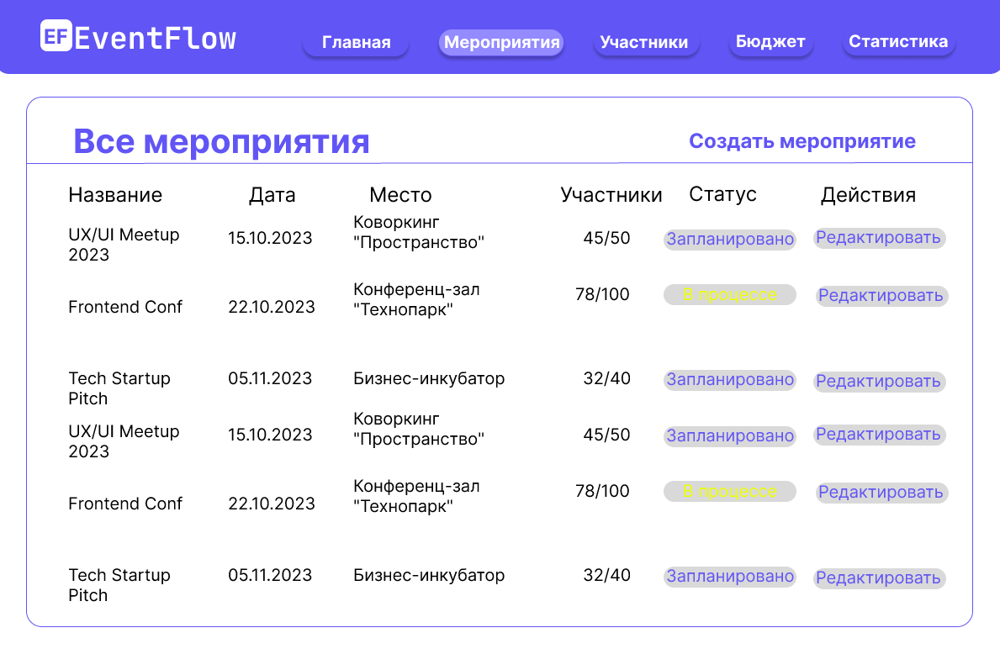 EF EventFlow Главная Мероприятия Участники Бюджет Статистика
Все мероприятия Создать мероприятие
Название Дата Место Участники Статус Действия
UX/UI Meetup 2023 15.10.2023 Коворкинг "Пространство" 45/50 Запланировано Редактировать
Frontend Conf 22.10.2023 Конференц-зал "Технопарк" 78/100 В процессе Редактировать
Tech Startup Pitch 05.11.2023 Бизнес-инкубатор 32/40 Запланировано Редактировать
UX/UI Meetup 2023 15.10.2023 Коворкинг "Пространство" 45/50 Запланировано Редактировать
Frontend Conf 22.10.2023 Конференц-зал "Технопарк" 78/100 В процессе Редактировать
Tech Startup Pitch 05.11.2023 Бизнес-инкубатор 32/40 Запланировано Редактировать